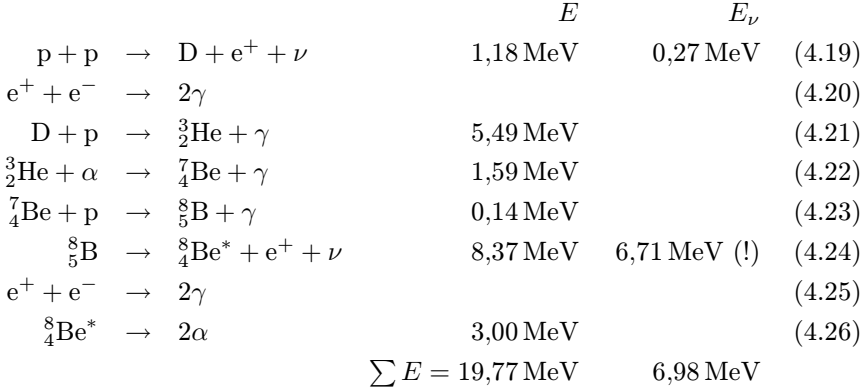 E E_ν
p + p → D + e⁺ + ν 1,18 MeV 0,27 MeV (4.19)
e⁺ + e⁻ → 2γ (4.20)
D + p → ³₂He + γ 5,49 MeV (4.21)
³₂He + α → ⁷₄Be + γ 1,59 MeV (4.22)
⁷₄Be + p → ⁸₅B + γ 0,14 MeV (4.23)
⁸₅B → ⁸₄Be* + e⁺ + ν 8,37 MeV 6,71 MeV (!) (4.24)
e⁺ + e⁻ → 2γ (4.25)
⁸₄Be* → 2α 3,00 MeV (4.26)
∑ E = 19,77 MeV 6,98 MeV